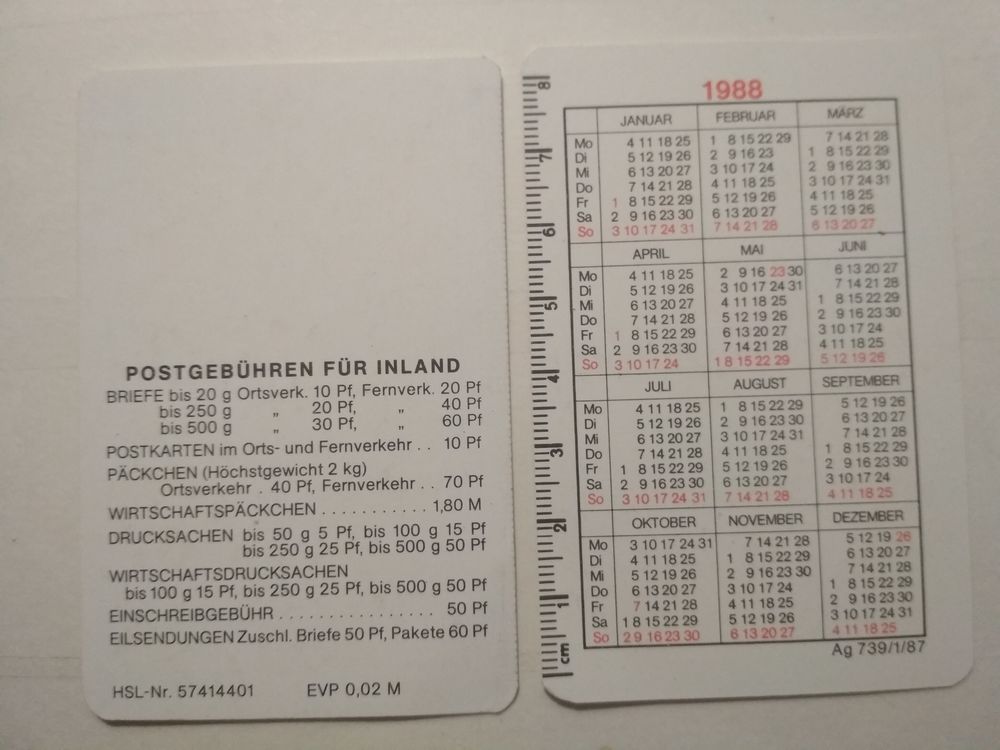 POSTGEBÜHREN FÜR INLAND
BRIEFE bis 20 g Ortsverk. 10 Pf, Fernverk. 20 Pf
bis 250 g „ 20 Pf, „ 40 Pf
bis 500 g „ 30 Pf, „ 60 Pf
POSTKARTEN im Orts- und Fernverkehr . . 10 Pf
PÄCKCHEN (Höchstgewicht 2 kg)
Ortsverkehr . 40 Pf, Fernverkehr . . 70 Pf
WIRTSCHAFTSPÄCKCHEN . . . . . . . . . . . 1,80 M
DRUCKSACHEN bis 50 g 5 Pf, bis 100 g 15 Pf
bis 250 g 25 Pf, bis 500 g 50 Pf
WIRTSCHAFTSDRUCKSACHEN
bis 100 g 15 Pf, bis 250 g 25 Pf, bis 500 g 50 Pf
EINSCHREIBGEBÜHR . . . . . . . . . . . . . . . . 50 Pf
EILSENDUNGEN Zuschl. Briefe 50 Pf, Pakete 60 Pf
HSL-Nr. 57414401 EVP 0,02 M
8
7
6
5
4
3
2
1
cm
1988
JANUAR FEBRUAR MÄRZ
Mo 4 11 18 25 1 8 15 22 29 7 14 21 28
Di 5 12 19 26 2 9 16 23 1 8 15 22 29
Mi 6 13 20 27 3 10 17 24 2 9 16 23 30
Do 7 14 21 28 4 11 18 25 3 10 17 24 31
Fr 1 8 15 22 29 5 12 19 26 4 11 18 25
Sa 2 9 16 23 30 6 13 20 27 5 12 19 26
So 3 10 17 24 31 7 14 21 28 6 13 20 27
APRIL MAI JUNI
Mo 4 11 18 25 2 9 16 23 30 6 13 20 27
Di 5 12 19 26 3 10 17 24 31 7 14 21 28
Mi 6 13 20 27 4 11 18 25 1 8 15 22 29
Do 7 14 21 28 5 12 19 26 2 9 16 23 30
Fr 1 8 15 22 29 6 13 20 27 3 10 17 24
Sa 2 9 16 23 30 7 14 21 28 4 11 18 25
So 3 10 17 24 1 8 15 22 29 5 12 19 26
JULI AUGUST SEPTEMBER
Mo 4 11 18 25 1 8 15 22 29 5 12 19 26
Di 5 12 19 26 2 9 16 23 30 6 13 20 27
Mi 6 13 20 27 3 10 17 24 31 7 14 21 28
Do 7 14 21 28 4 11 18 25 1 8 15 22 29
Fr 1 8 15 22 29 5 12 19 26 2 9 16 23 30
Sa 2 9 16 23 30 6 13 20 27 3 10 17 24
So 3 10 17 24 31 7 14 21 28 4 11 18 25
OKTOBER NOVEMBER DEZEMBER
Mo 3 10 17 24 31 7 14 21 28 5 12 19 26
Di 4 11 18 25 1 8 15 22 29 6 13 20 27
Mi 5 12 19 26 2 9 16 23 30 7 14 21 28
Do 6 13 20 27 3 10 17 24 1 8 15 22 29
Fr 7 14 21 28 4 11 18 25 2 9 16 23 30
Sa 1 8 15 22 29 5 12 19 26 3 10 17 24 31
So 2 9 16 23 30 6 13 20 27 4 11 18 25
Ag 739/1/87